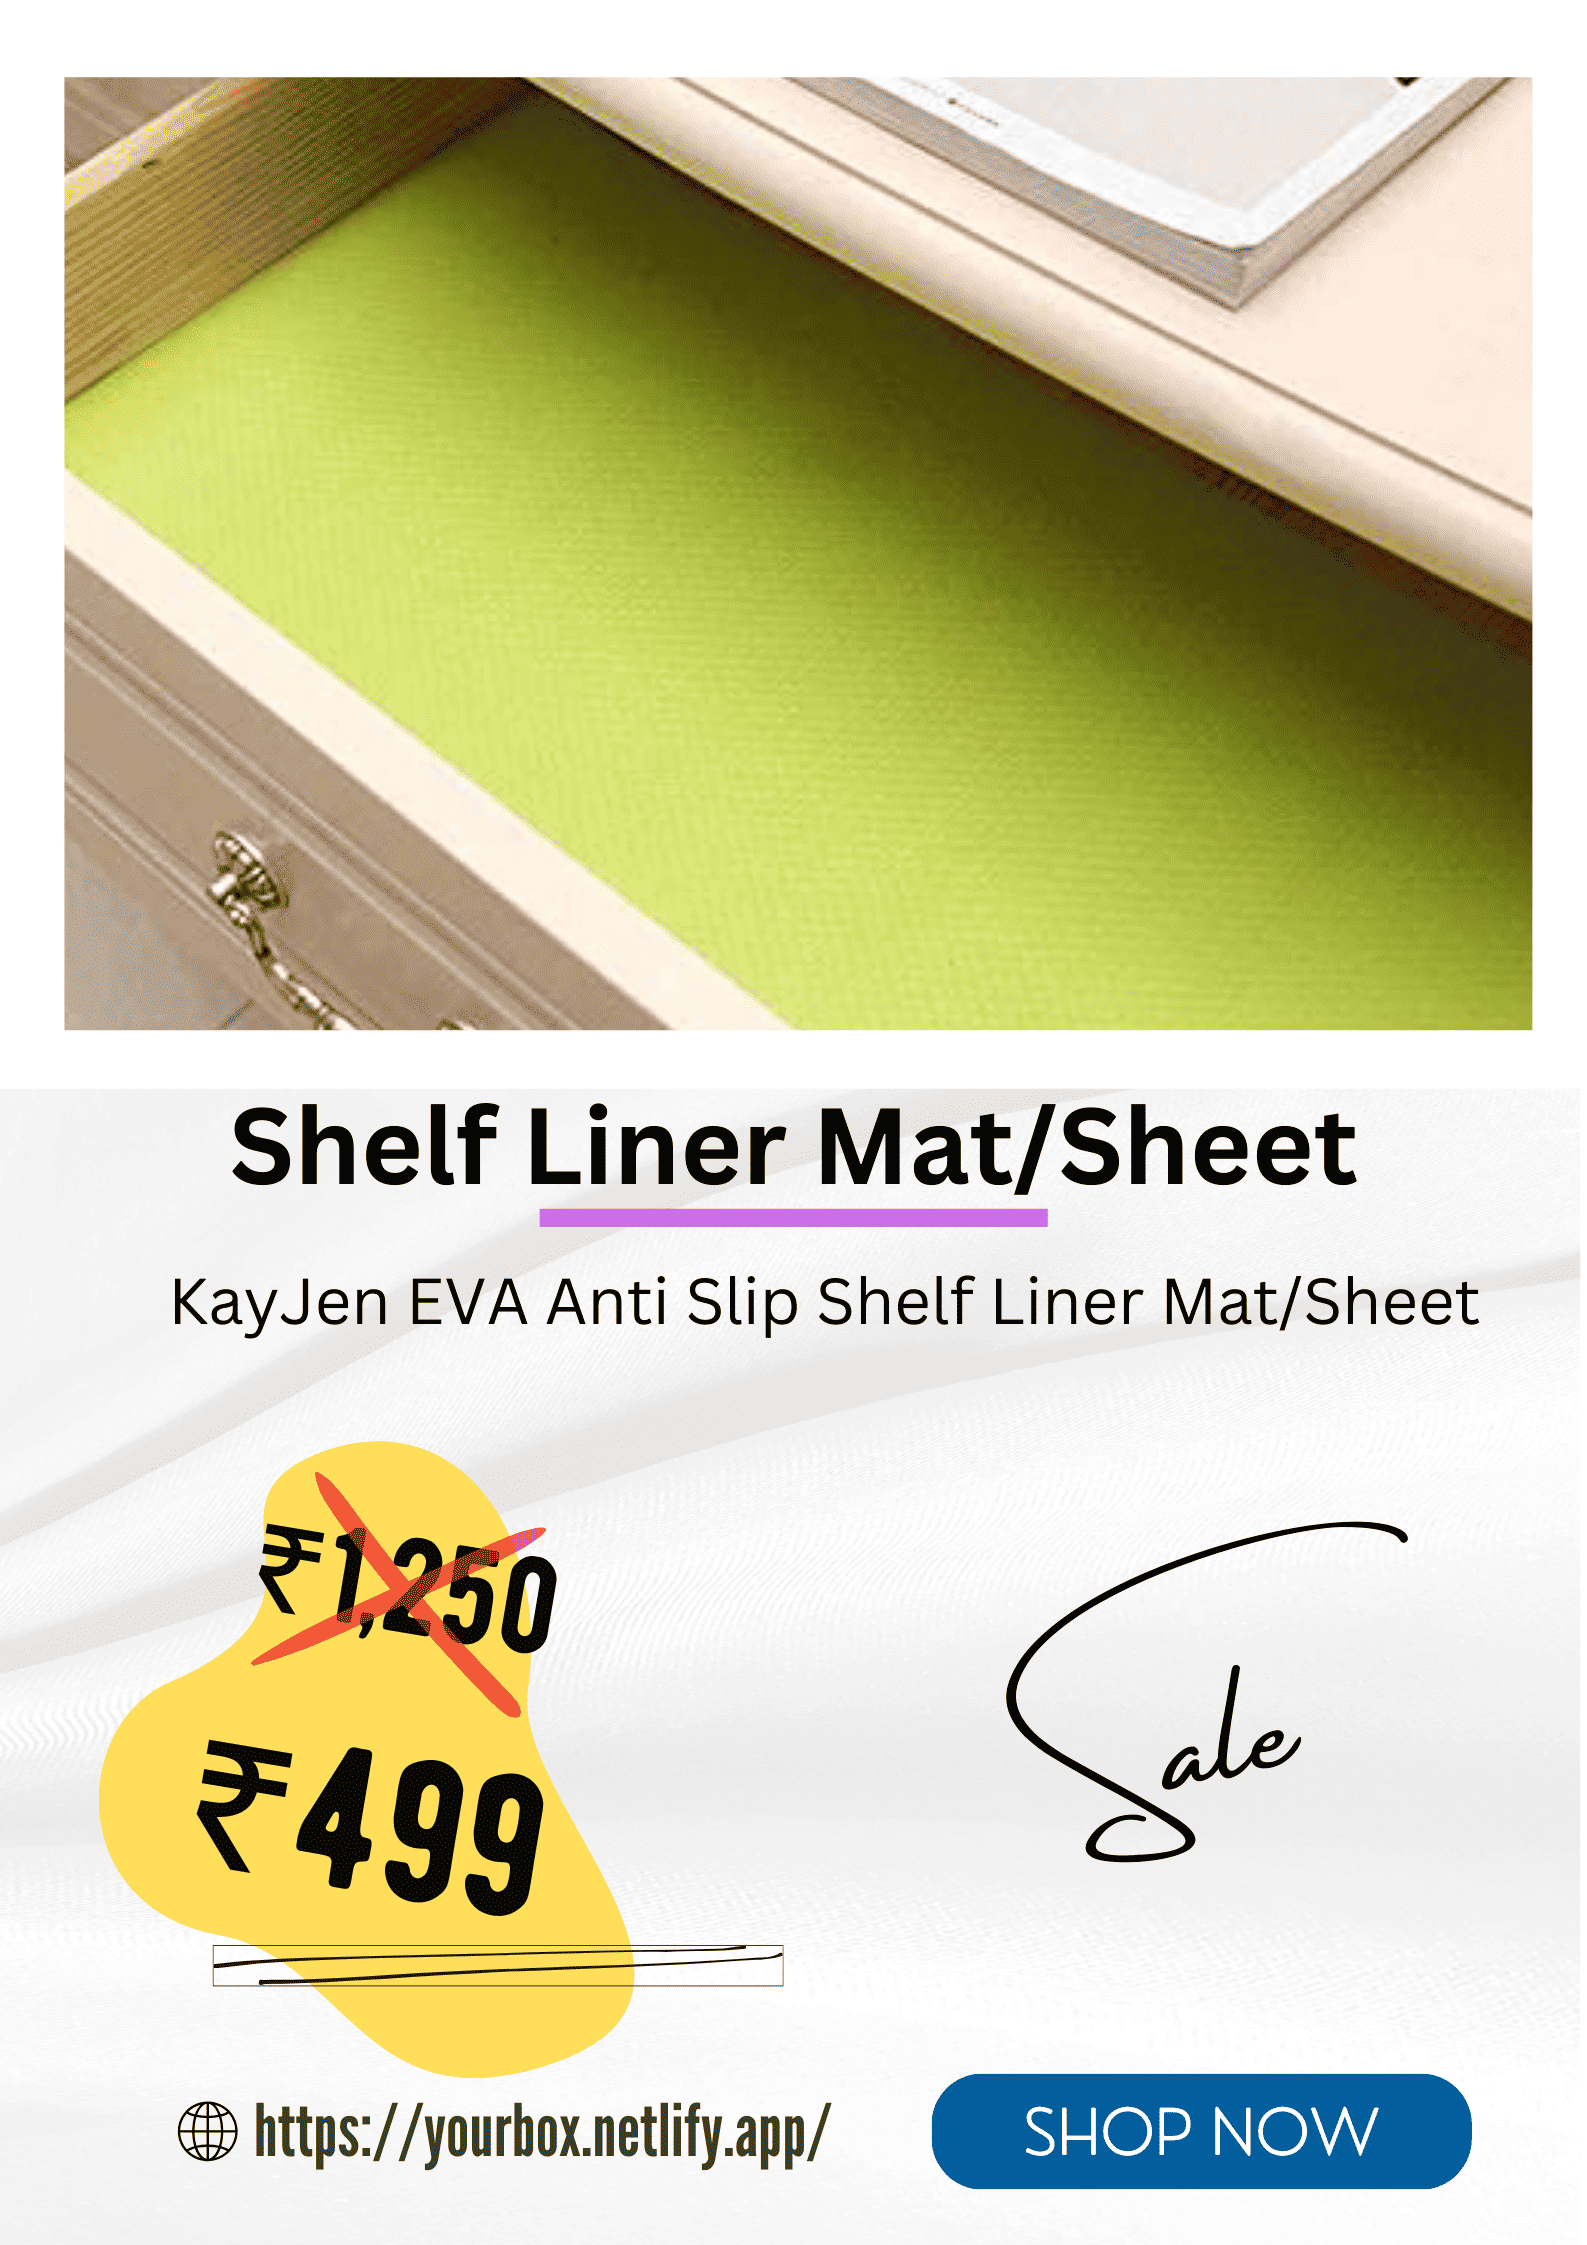 Shelf Liner Mat/Sheet
KayJen EVA Anti Slip Shelf Liner Mat/Sheet
₹1,250
₹499
Sale
https://yourbox.netlify.app/
SHOP NOW